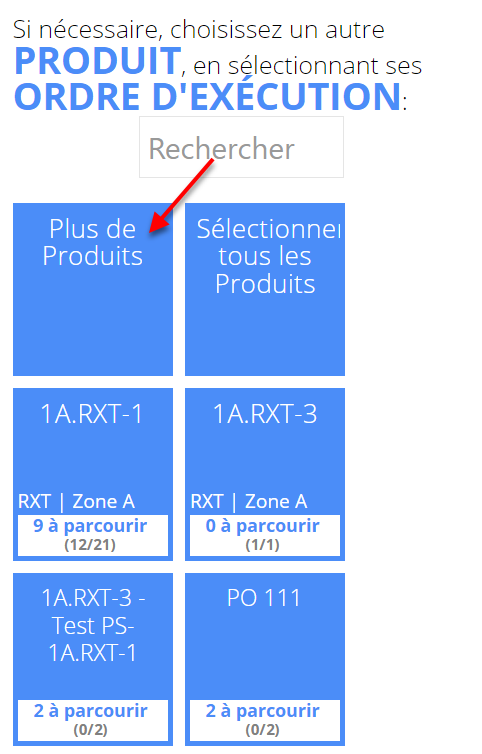 Si nécessaire, choisissez un autre
PRODUIT, en sélectionnant ses
ORDRE D'EXÉCUTION:
Rechercher
Plus de
Produits
Sélectionner
tous les
Produits
1A.RXT-1
RXT | Zone A
9 à parcourir
(12/21)
1A.RXT-3
RXT | Zone A
0 à parcourir
(1/1)
1A.RXT-3 -
Test PS-
1A.RXT-1
2 à parcourir
(0/2)
PO 111
2 à parcourir
(0/2)